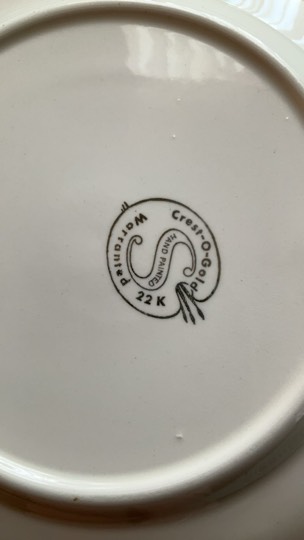 Crest-O-Gold
Warranted
22 K
S
HAND PAINTED